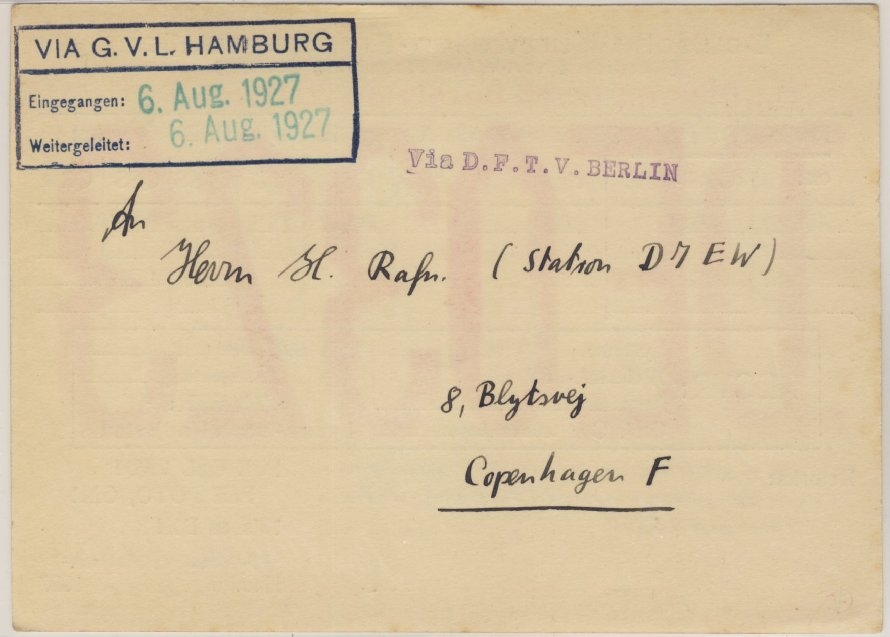 VIA G. V. L. HAMBURG
Eingegangen: 6. Aug. 1927
Weitergeleitet: 6. Aug. 1927
Via D.F.T.V. BERLIN
An
Herrn H. Rafn. (Station D7EW)
8, Blytsvej
Copenhagen F